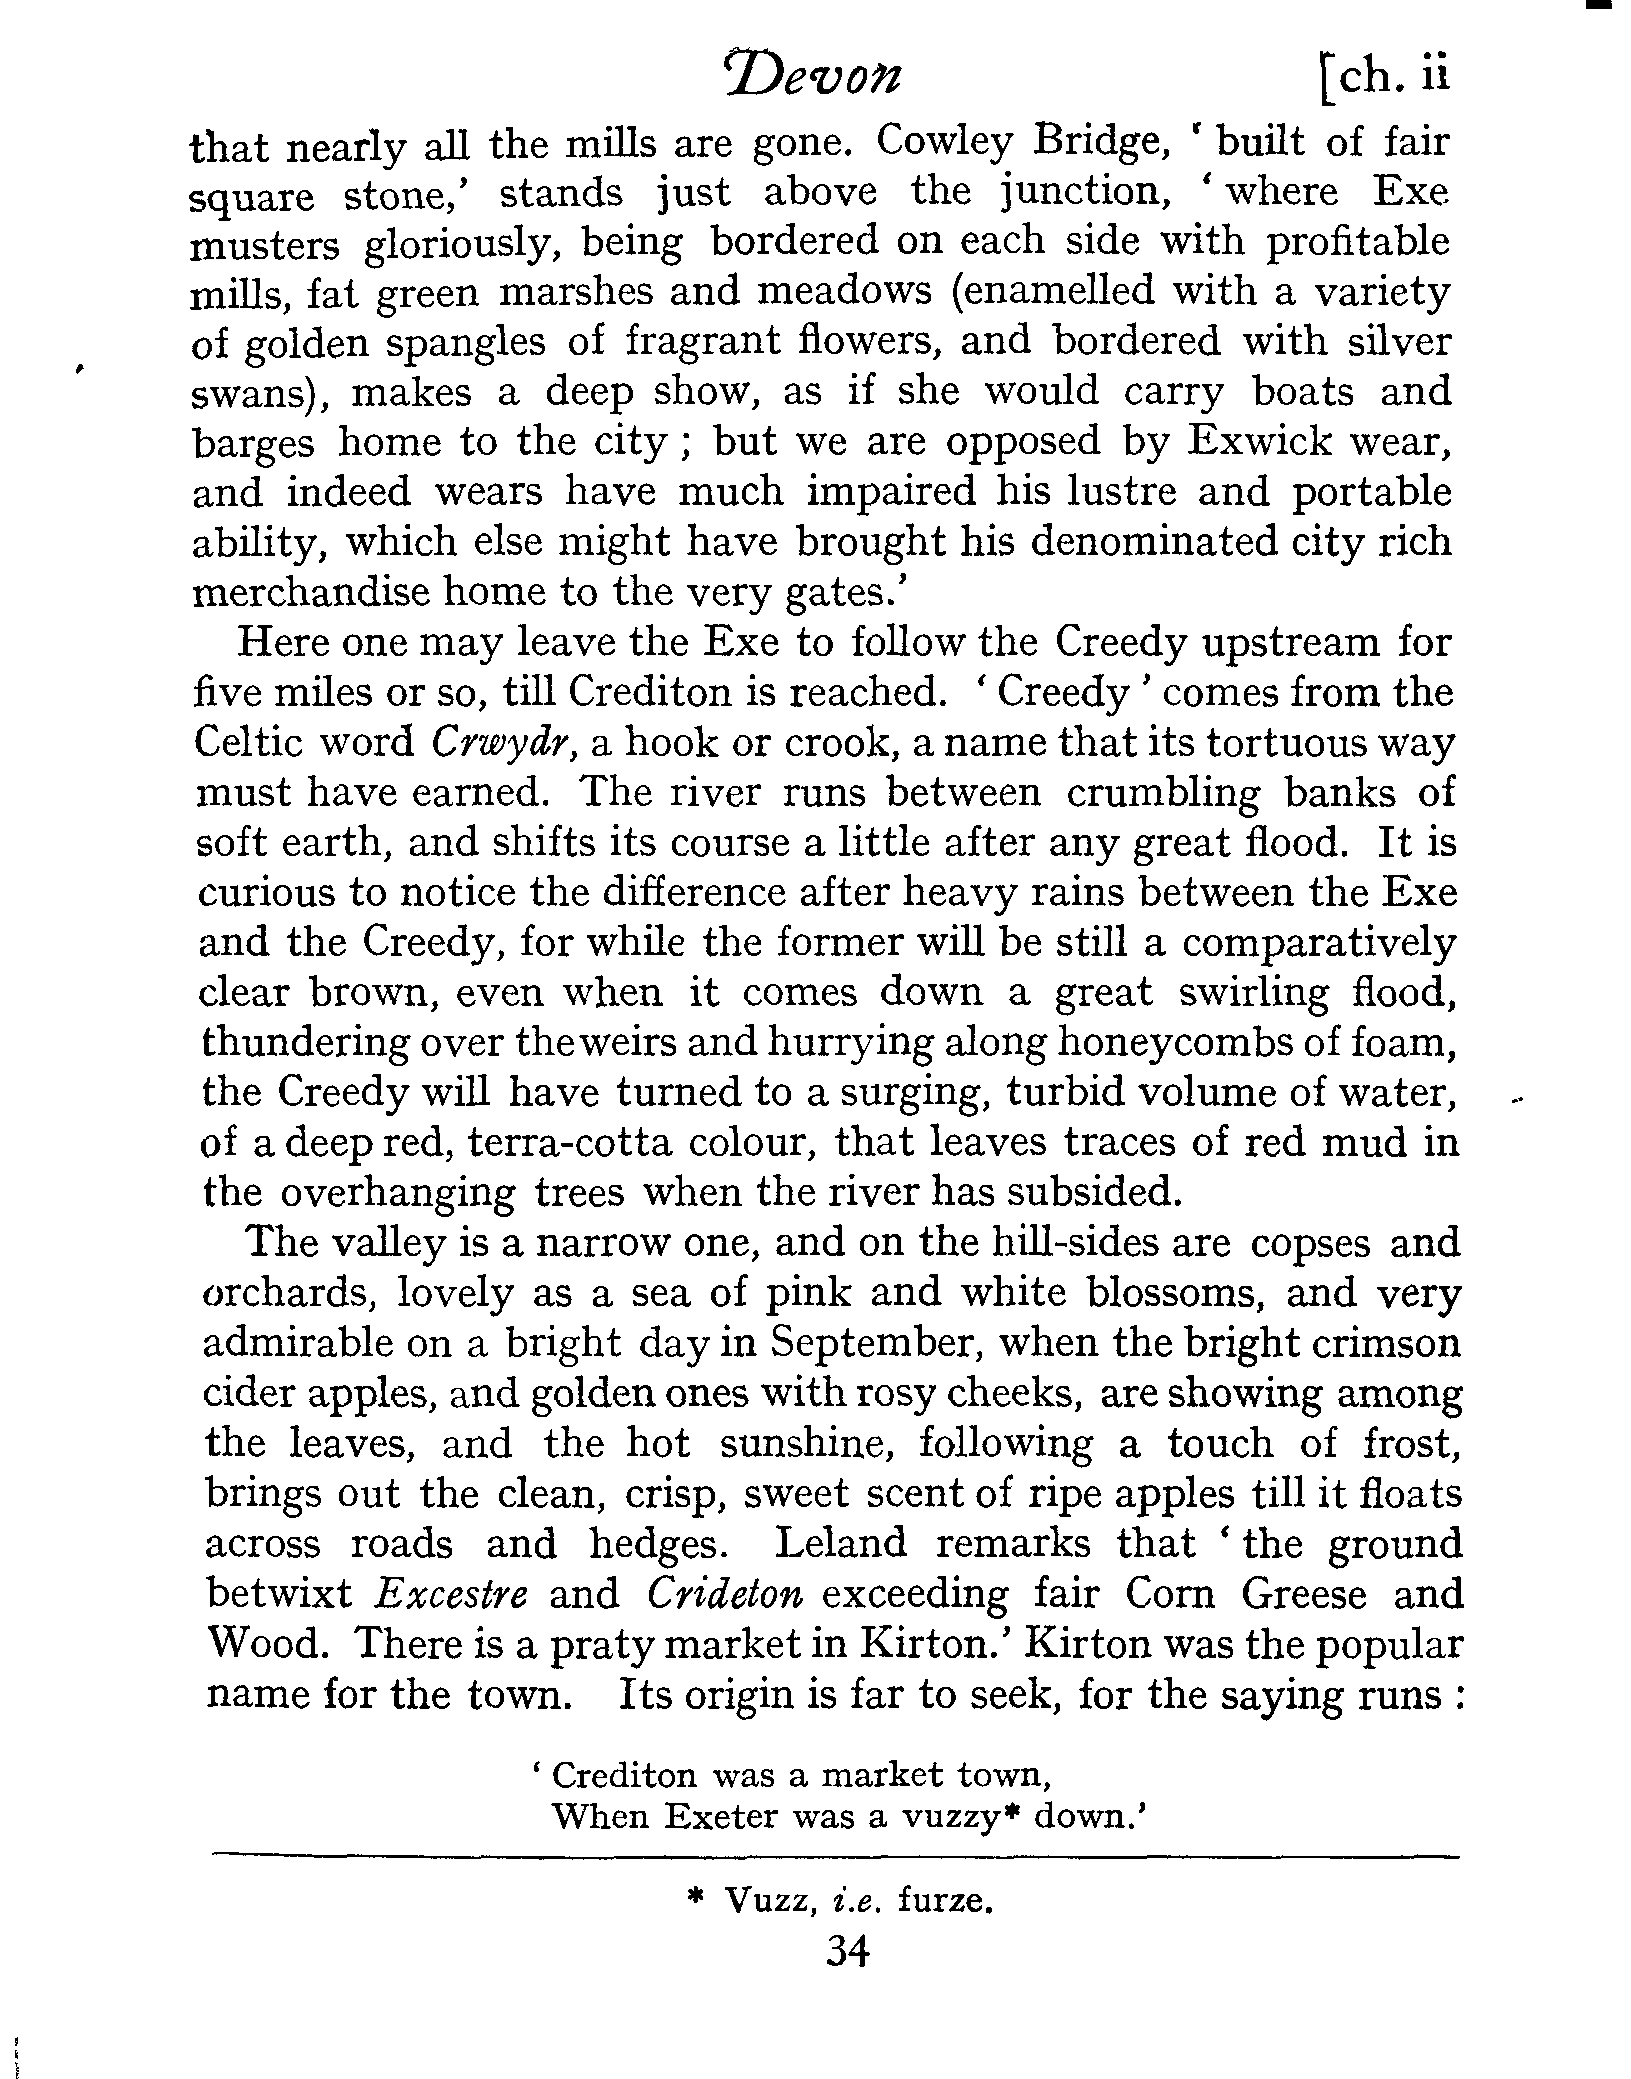 Devon [ch. ii
that nearly all the mills are gone. Cowley Bridge, ‘ built of fair
square stone,’ stands just above the junction, ‘ where Exe
musters gloriously, being bordered on each side with profitable
mills, fat green marshes and meadows (enamelled with a variety
of golden spangles of fragrant flowers, and bordered with silver
swans), makes a deep show, as if she would carry boats and
barges home to the city ; but we are opposed by Exwick wear,
and indeed wears have much impaired his lustre and portable
ability, which else might have brought his denominated city rich
merchandise home to the very gates.’
Here one may leave the Exe to follow the Creedy upstream for
five miles or so, till Crediton is reached. ‘ Creedy ’ comes from the
Celtic word Crwydr, a hook or crook, a name that its tortuous way
must have earned. The river runs between crumbling banks of
soft earth, and shifts its course a little after any great flood. It is
curious to notice the difference after heavy rains between the Exe
and the Creedy, for while the former will be still a comparatively
clear brown, even when it comes down a great swirling flood,
thundering over theweirs and hurrying along honeycombs of foam,
the Creedy will have turned to a surging, turbid volume of water,
of a deep red, terra-cotta colour, that leaves traces of red mud in
the overhanging trees when the river has subsided.
The valley is a narrow one, and on the hill-sides are copses and
orchards, lovely as a sea of pink and white blossoms, and very
admirable on a bright day in September, when the bright crimson
cider apples, and golden ones with rosy cheeks, are showing among
the leaves, and the hot sunshine, following a touch of frost,
brings out the clean, crisp, sweet scent of ripe apples till it floats
across roads and hedges. Leland remarks that ‘ the ground
betwixt Excestre and Crideton exceeding fair Corn Greese and
Wood. There is a praty market in Kirton.’ Kirton was the popular
name for the town. Its origin is far to seek, for the saying runs :
‘ Crediton was a market town,
When Exeter was a vuzzy* down.’
* Vuzz, i.e. furze.
34